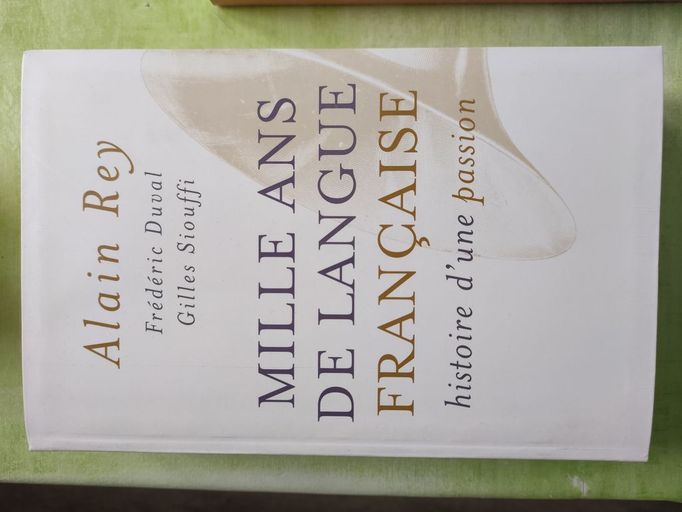 Alain Rey
Frédéric Duval
Gilles Siouffi
MILLE ANS
DE LANGUE
FRANÇAISE
histoire d'une passion